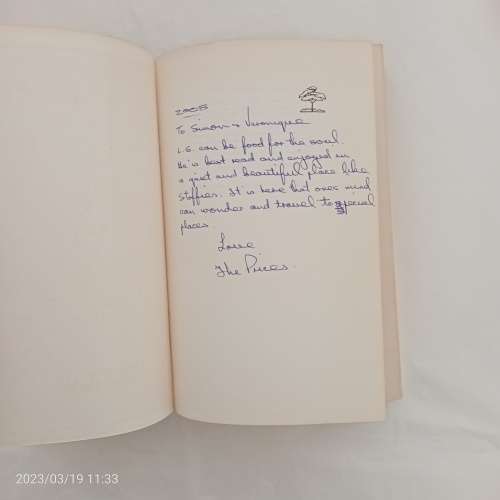 2005
To Simon + Veronique
L.G. can be food for the soul.
He is best read and enjoyed in
a quiet and beautiful place like
Staffies. It is here that ones mind
can wonder and travel to special
places.
Love
The Prices.
2023/03/19 11:33